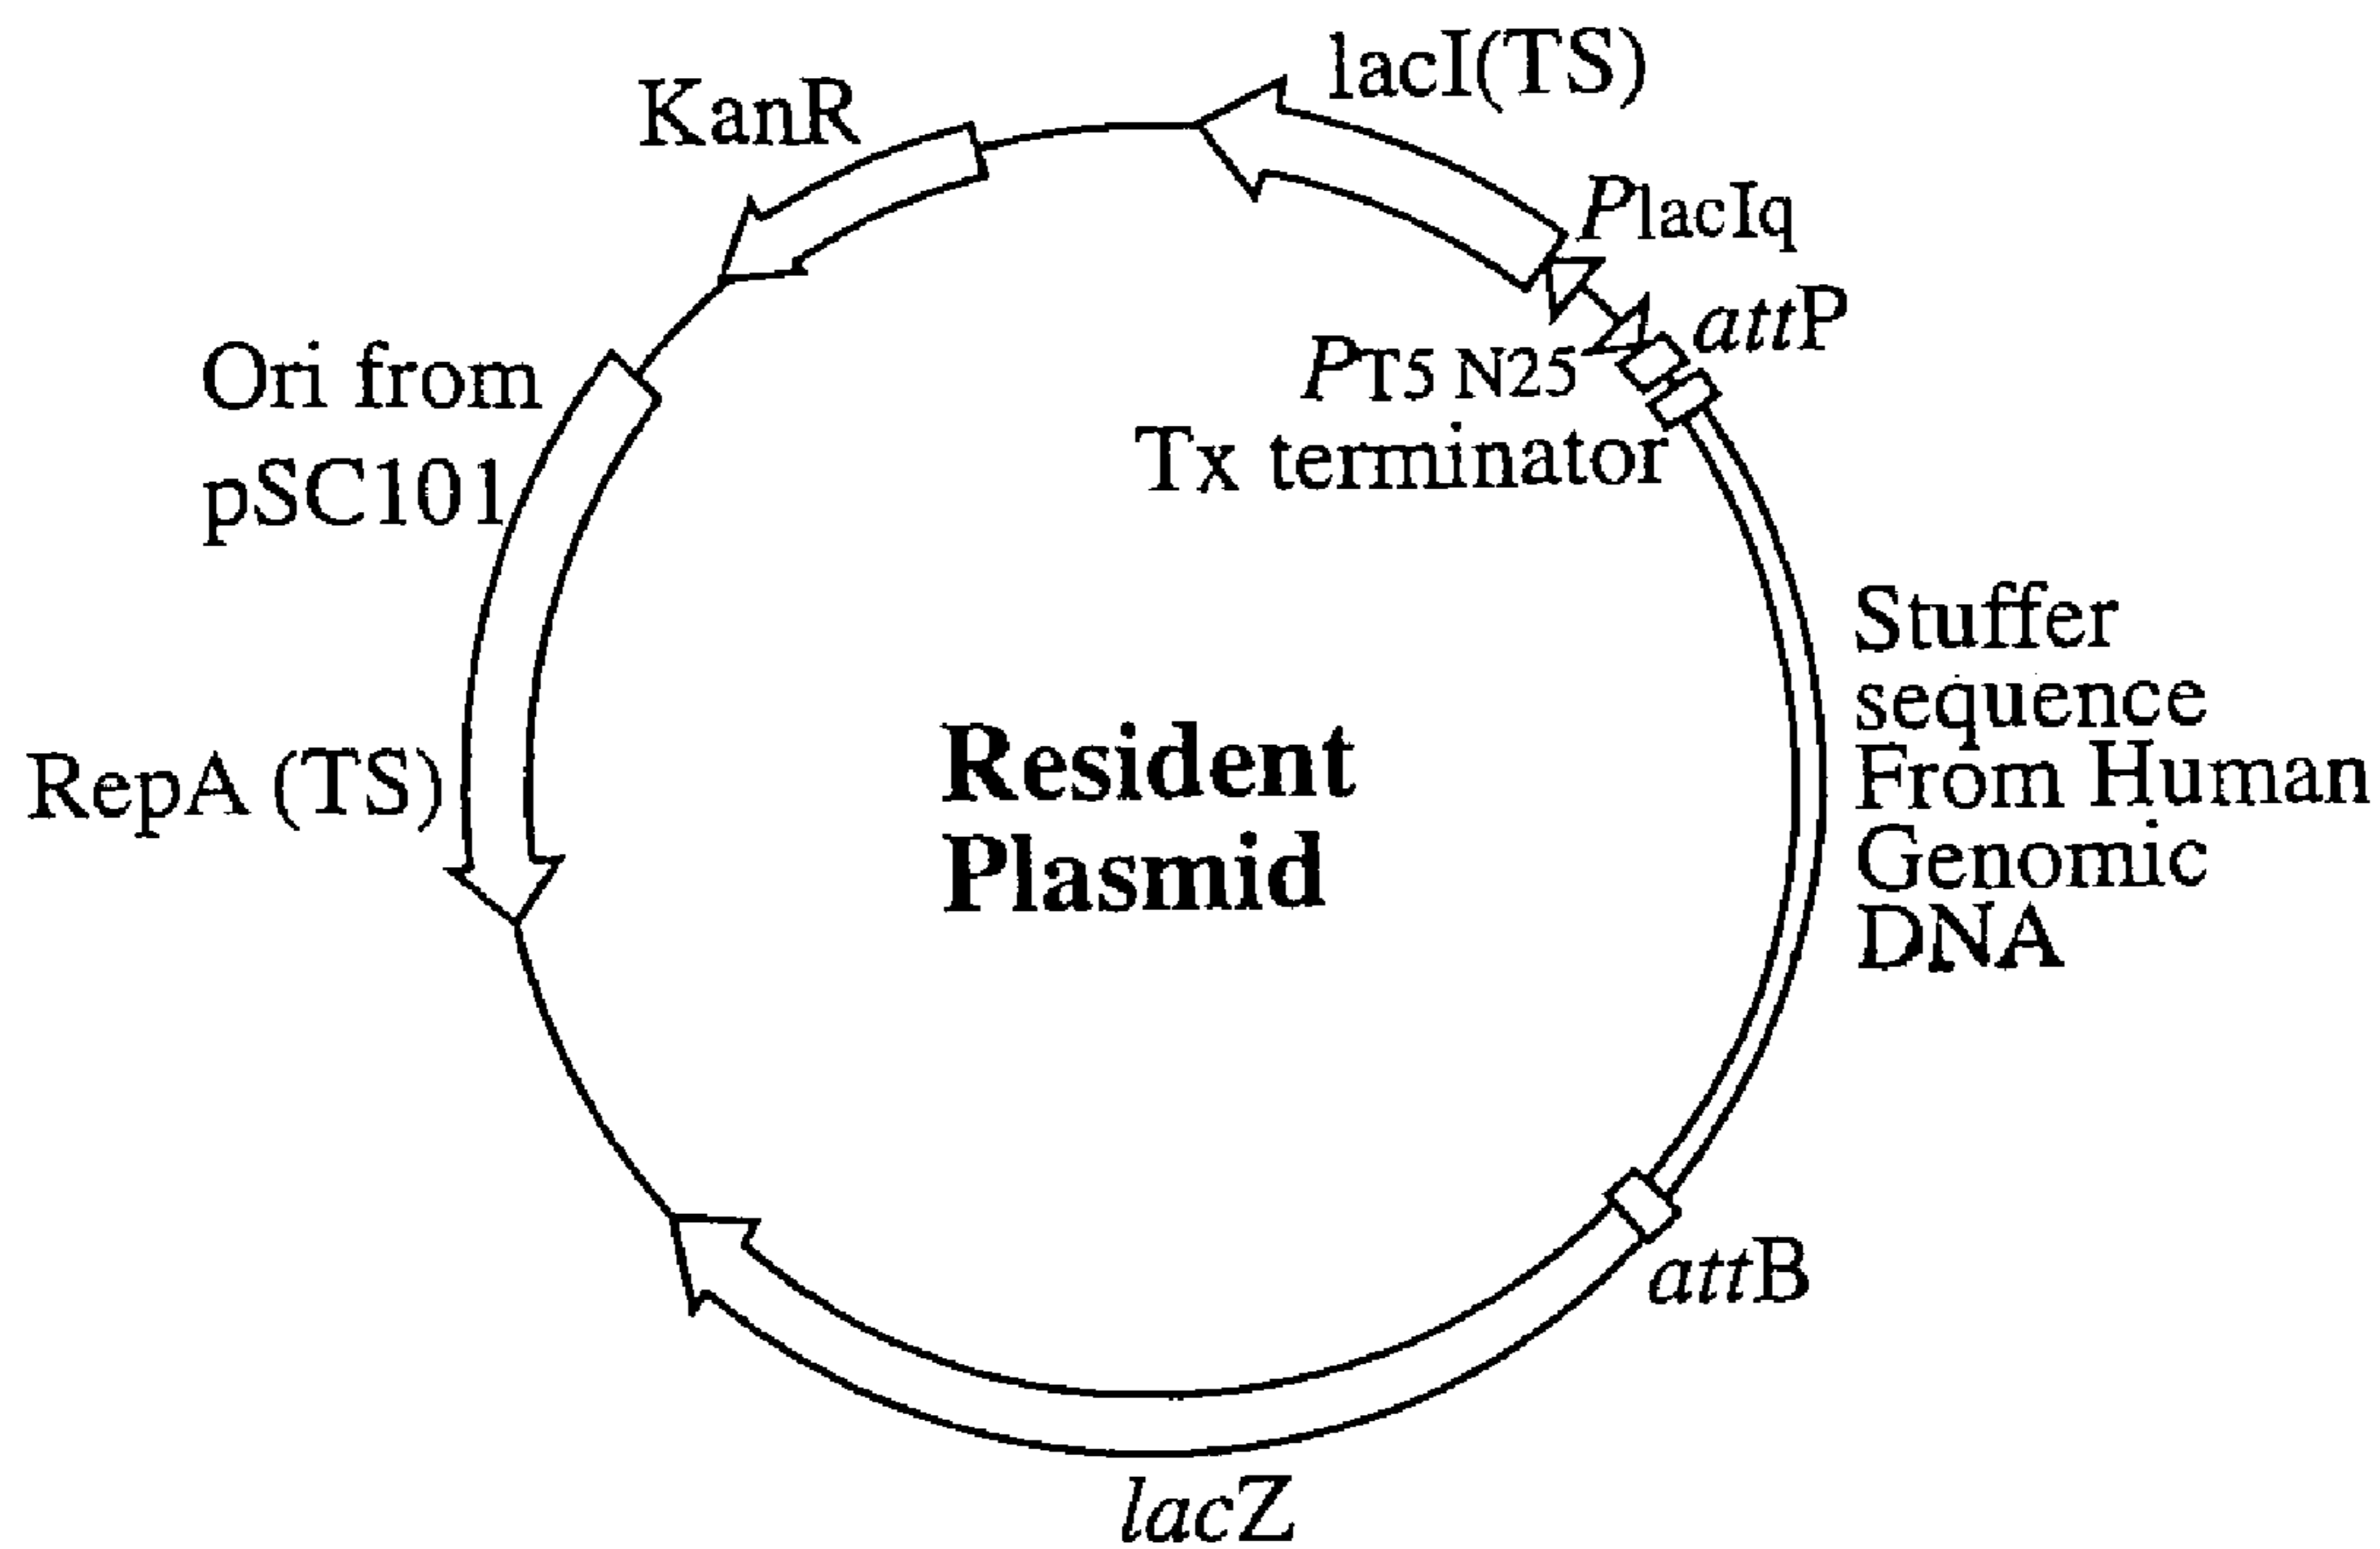 lacI(TS)
KanR
PlacIq
attP
PT5 N25
Tx terminator
Ori from
pSC101
Stuffer
sequence
From Human
Genomic
DNA
RepA (TS)
Resident
Plasmid
attB
lacZ